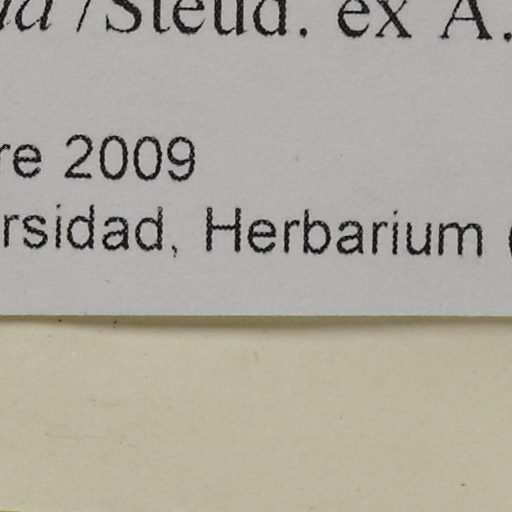 /Steud. ex A.
re 2009
rsidad, Herbarium (